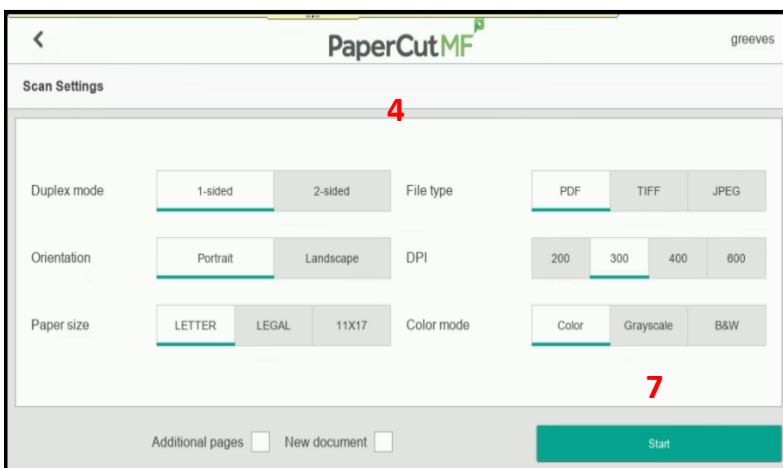 PaperCutMF
greeves
Scan Settings
4
Duplex mode 1-sided 2-sided File type PDF TIFF JPEG
Orientation Portrait Landscape DPI 200 300 400 600
Paper size LETTER LEGAL 11X17 Color mode Color Grayscale B&W
7
Additional pages New document Start